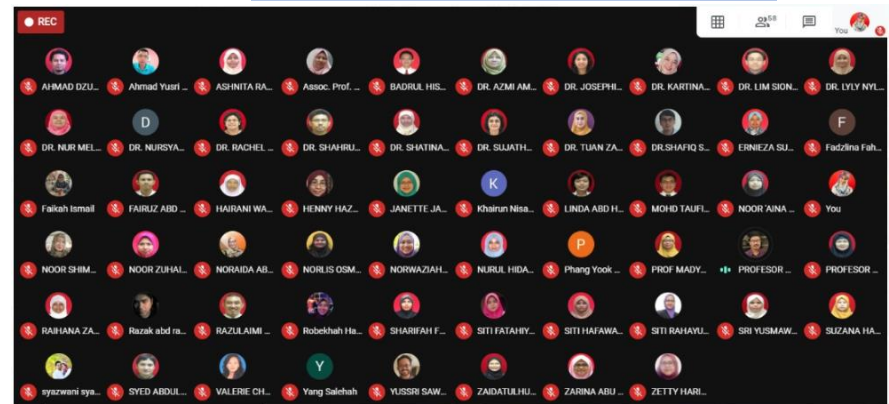 REC
58
You
AHMAD DZU... Ahmad Yusri ... ASHNITA RA... Assoc. Prof. ... BADRUL HIS... DR. AZMI AM... DR. JOSEPHI... DR. KARTINA... DR. LIM SION... DR. LYLY NYL...
D F
DR. NUR MEL... DR. NURSYA... DR. RACHEL ... DR. SHAHRU... DR. SHATINA... DR. SUJATH... DR. TUAN ZA... DR.SHAFIQ S... ERNIEZA SU... Fadzlina Fah...
K
Faikah Ismail FAIRUZ ABD ... HAIRANI WA... HENNY HAZ... JANETTE JA... Khairun Nisa... LINDA ABD H... MOHD TAUFI... NOOR 'AINA ... You
P
NOOR SHIM... NOOR ZUHAI... NORAIDA AB... NORLIS OSM... NORWAZIAH... NURUL HIDA... Phang Yook ... PROF MADY... PROFESOR ... PROFESOR ...
RAIHANA ZA... Razak abd ra... RAZULAIMI ... Robekhah Ha... SHARIFAH F... SITI FATAHIY... SITI HAFAWA... SITI RAHAYU... SRI YUSMAW... SUZANA HA...
Y
syazwani sya... SYED ABDUL... VALERIE CH... Yang Salehah YUSSRI SAW... ZAIDATULHU... ZARINA ABU ... ZETTY HARI...